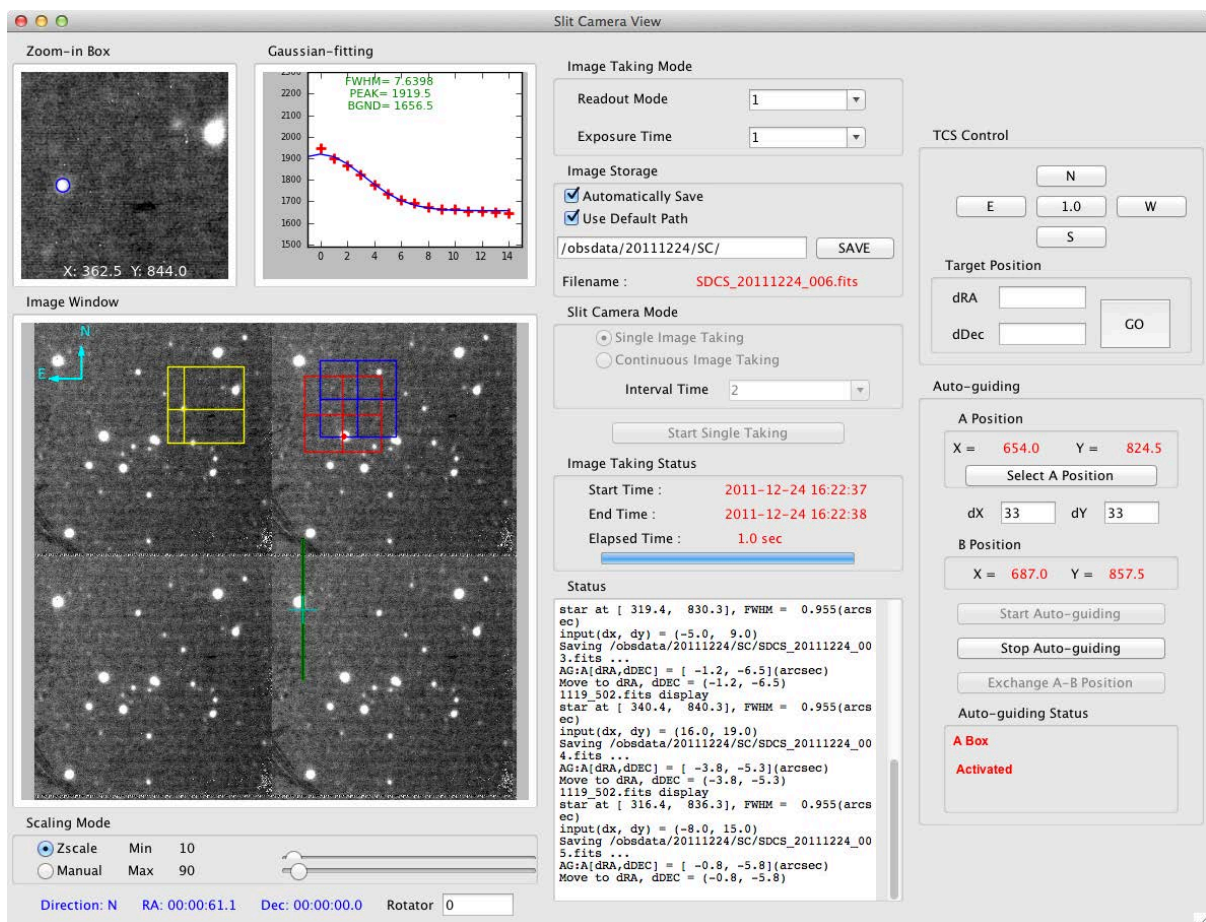 Slit Camera View
Zoom-in Box
X: 362.5 Y: 844.0
Gaussian-fitting
FWHM= 7.6398
PEAK= 1919.5
BGND= 1656.5
2300
2200
2100
2000
1900
1800
1700
1600
1500
0 2 4 6 8 10 12 14
Image Window
N
E
Scaling Mode
Zscale Min 10
Manual Max 90
Direction: N RA: 00:00:61.1 Dec: 00:00:00.0 Rotator 0
Image Taking Mode
Readout Mode 1
Exposure Time 1
Image Storage
Automatically Save
Use Default Path
/obsdata/20111224/SC/ SAVE
Filename : SDCS_20111224_006.fits
Slit Camera Mode
Single Image Taking
Continuous Image Taking
Interval Time 2
Start Single Taking
Image Taking Status
Start Time : 2011-12-24 16:22:37
End Time : 2011-12-24 16:22:38
Elapsed Time : 1.0 sec
Status
star at [ 319.4, 830.3], FWHM = 0.955(arcs
ec)
input(dx, dy) = (-5.0, 9.0)
Saving /obsdata/20111224/SC/SDCS_20111224_00
3.fits ...
AG:A[dRA,dDEC] = [ -1.2, -6.5](arcsec)
Move to dRA, dDEC = (-1.2, -6.5)
1119_502.fits display
star at [ 340.4, 840.3], FWHM = 0.955(arcs
ec)
input(dx, dy) = (16.0, 19.0)
Saving /obsdata/20111224/SC/SDCS_20111224_00
4.fits ...
AG:A[dRA,dDEC] = [ -3.8, -5.3](arcsec)
Move to dRA, dDEC = (-3.8, -5.3)
1119_502.fits display
star at [ 316.4, 836.3], FWHM = 0.955(arcs
ec)
input(dx, dy) = (-8.0, 15.0)
Saving /obsdata/20111224/SC/SDCS_20111224_00
5.fits ...
AG:A[dRA,dDEC] = [ -0.8, -5.8](arcsec)
Move to dRA, dDEC = (-0.8, -5.8)
TCS Control
N
E 1.0 W
S
Target Position
dRA
dDec
GO
Auto-guiding
A Position
X = 654.0 Y = 824.5
Select A Position
dX 33 dY 33
B Position
X = 687.0 Y = 857.5
Start Auto-guiding
Stop Auto-guiding
Exchange A-B Position
Auto-guiding Status
A Box
Activated